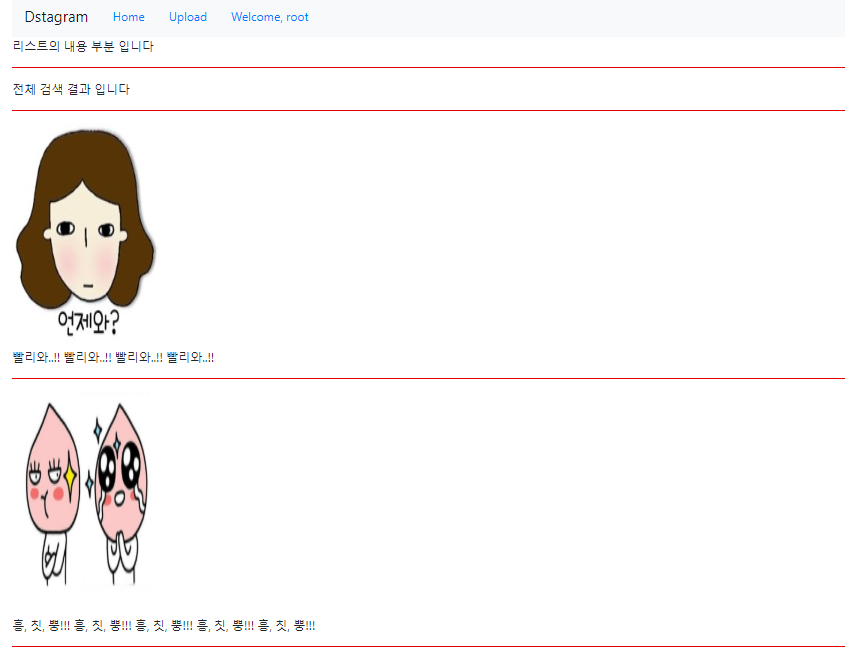 Dstagram Home Upload Welcome, root
리스트의 내용 부분 입니다
전체 검색 결과 입니다
언제와?
빨리와..!! 빨리와..!! 빨리와..!! 빨리와..!!
흥, 칫, 뿡!!! 흥, 칫, 뿡!!! 흥, 칫, 뿡!!! 흥, 칫, 뿡!!! 흥, 칫, 뿡!!!